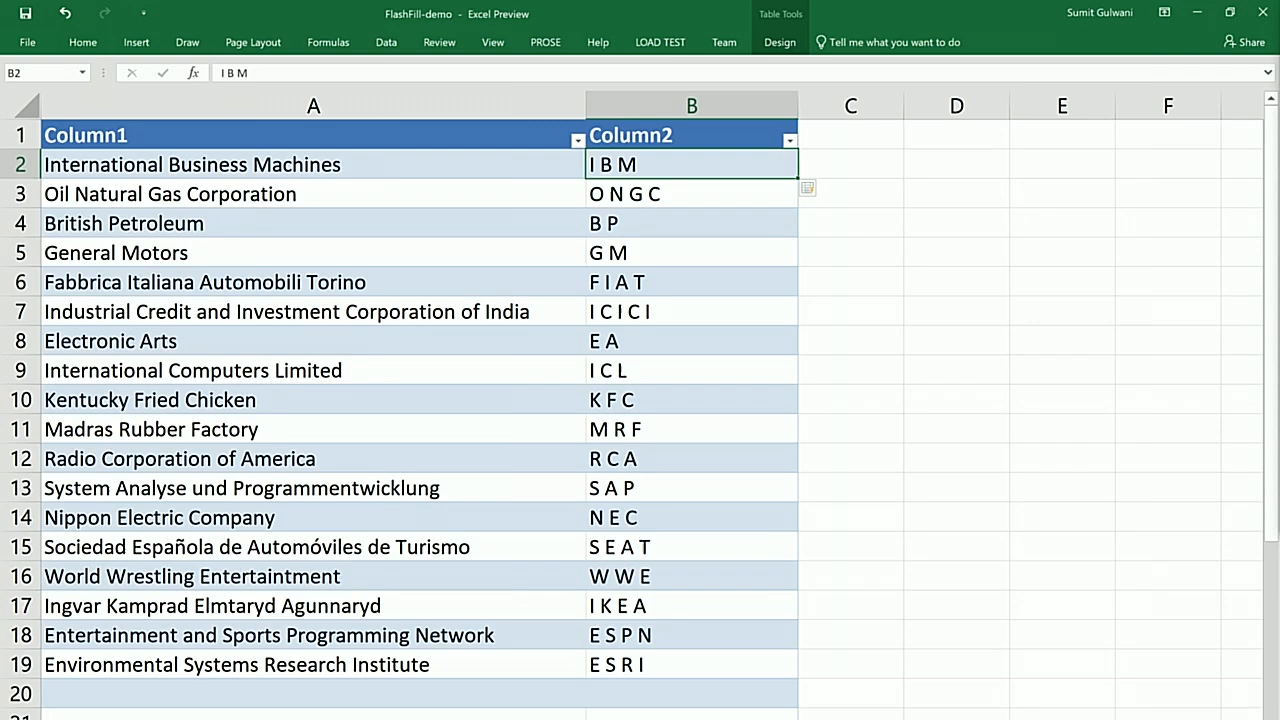 FlashFill-demo - Excel Preview
Table Tools
Sumit Gulwani
File Home Insert Draw Page Layout Formulas Data Review View PROSE Help LOAD TEST Team Design Tell me what you want to do Share
B2 fx I B M
A B C D E F
1 Column1 Column2
2 International Business Machines I B M
3 Oil Natural Gas Corporation O N G C
4 British Petroleum B P
5 General Motors G M
6 Fabbrica Italiana Automobili Torino F I A T
7 Industrial Credit and Investment Corporation of India I C I C I
8 Electronic Arts E A
9 International Computers Limited I C L
10 Kentucky Fried Chicken K F C
11 Madras Rubber Factory M R F
12 Radio Corporation of America R C A
13 System Analyse und Programmentwicklung S A P
14 Nippon Electric Company N E C
15 Sociedad Española de Automóviles de Turismo S E A T
16 World Wrestling Entertaintment W W E
17 Ingvar Kamprad Elmtaryd Agunnaryd I K E A
18 Entertainment and Sports Programming Network E S P N
19 Environmental Systems Research Institute E S R I
20